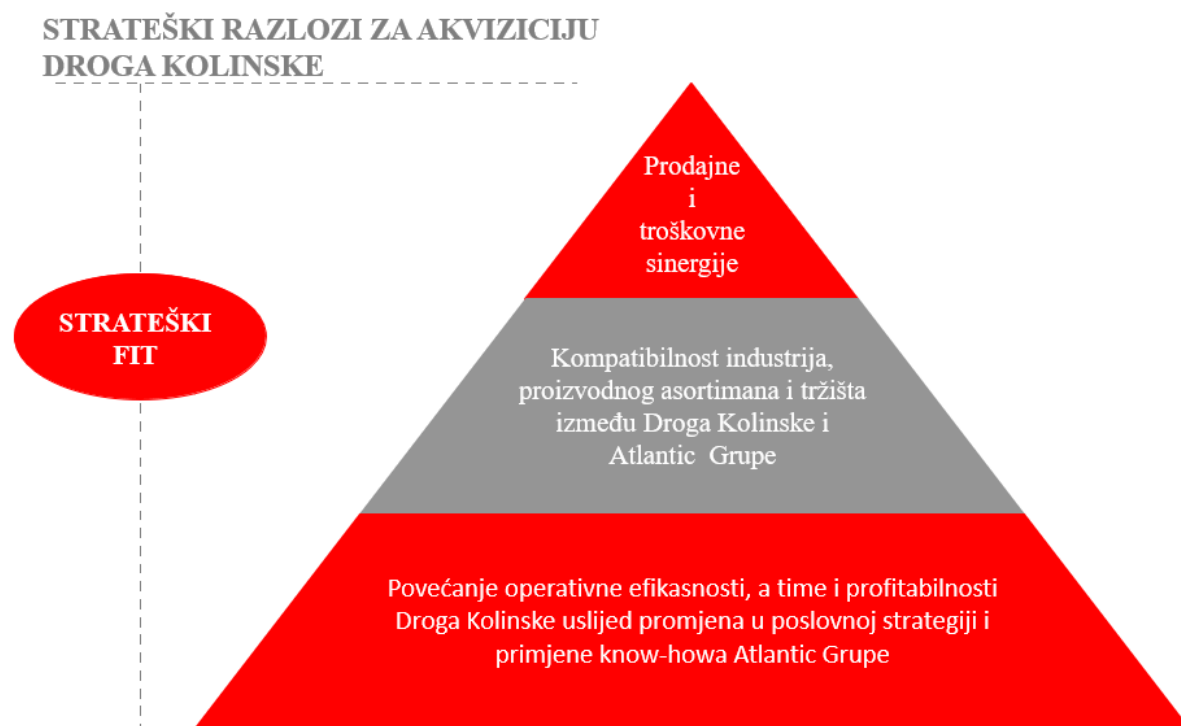 STRATEŠKI RAZLOZI ZA AKVIZICIJU
DROGA KOLINSKE
STRATEŠKI
FIT
Prodajne
i
troškovne
sinergije
Kompatibilnost industrija,
proizvodnog asortimana i tržišta
između Droga Kolinske i
Atlantic Grupe
Povećanje operativne efikasnosti, a time i profitabilnosti
Droga Kolinske uslijed promjena u poslovnoj strategiji i
primjene know-howa Atlantic Grupe